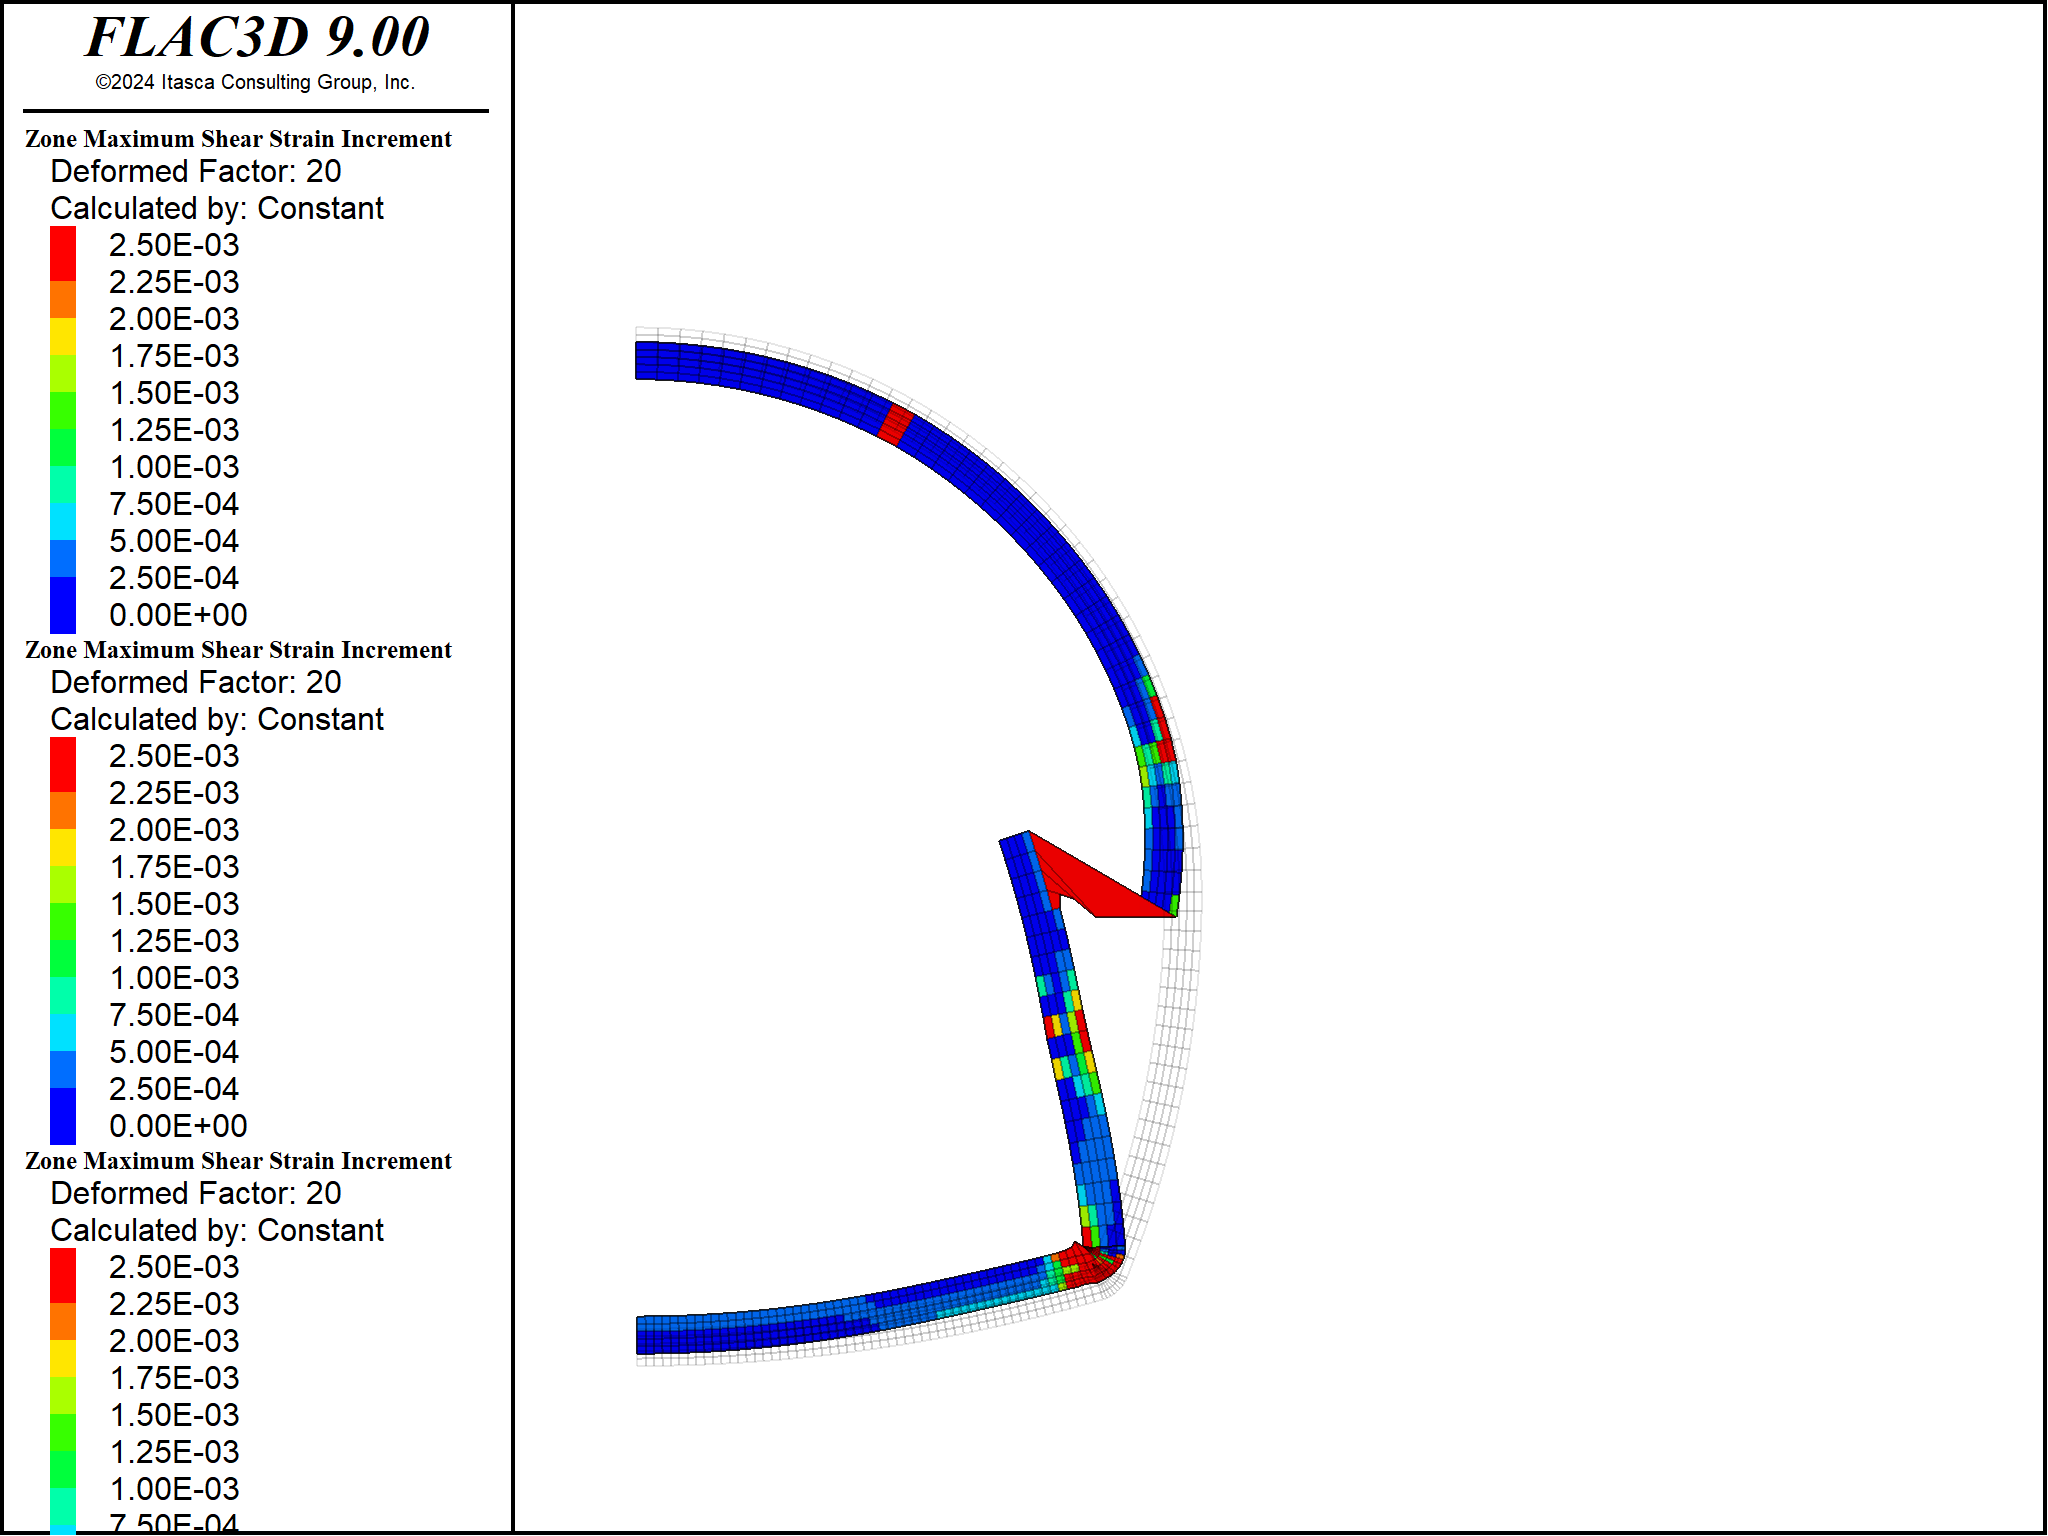 FLAC3D 9.00
©2024 Itasca Consulting Group, Inc.
Zone Maximum Shear Strain Increment
Deformed Factor: 20
Calculated by: Constant
2.50E-03
2.25E-03
2.00E-03
1.75E-03
1.50E-03
1.25E-03
1.00E-03
7.50E-04
5.00E-04
2.50E-04
0.00E+00
Zone Maximum Shear Strain Increment
Deformed Factor: 20
Calculated by: Constant
2.50E-03
2.25E-03
2.00E-03
1.75E-03
1.50E-03
1.25E-03
1.00E-03
7.50E-04
5.00E-04
2.50E-04
0.00E+00
Zone Maximum Shear Strain Increment
Deformed Factor: 20
Calculated by: Constant
2.50E-03
2.25E-03
2.00E-03
1.75E-03
1.50E-03
1.25E-03
1.00E-03
7.50E-04